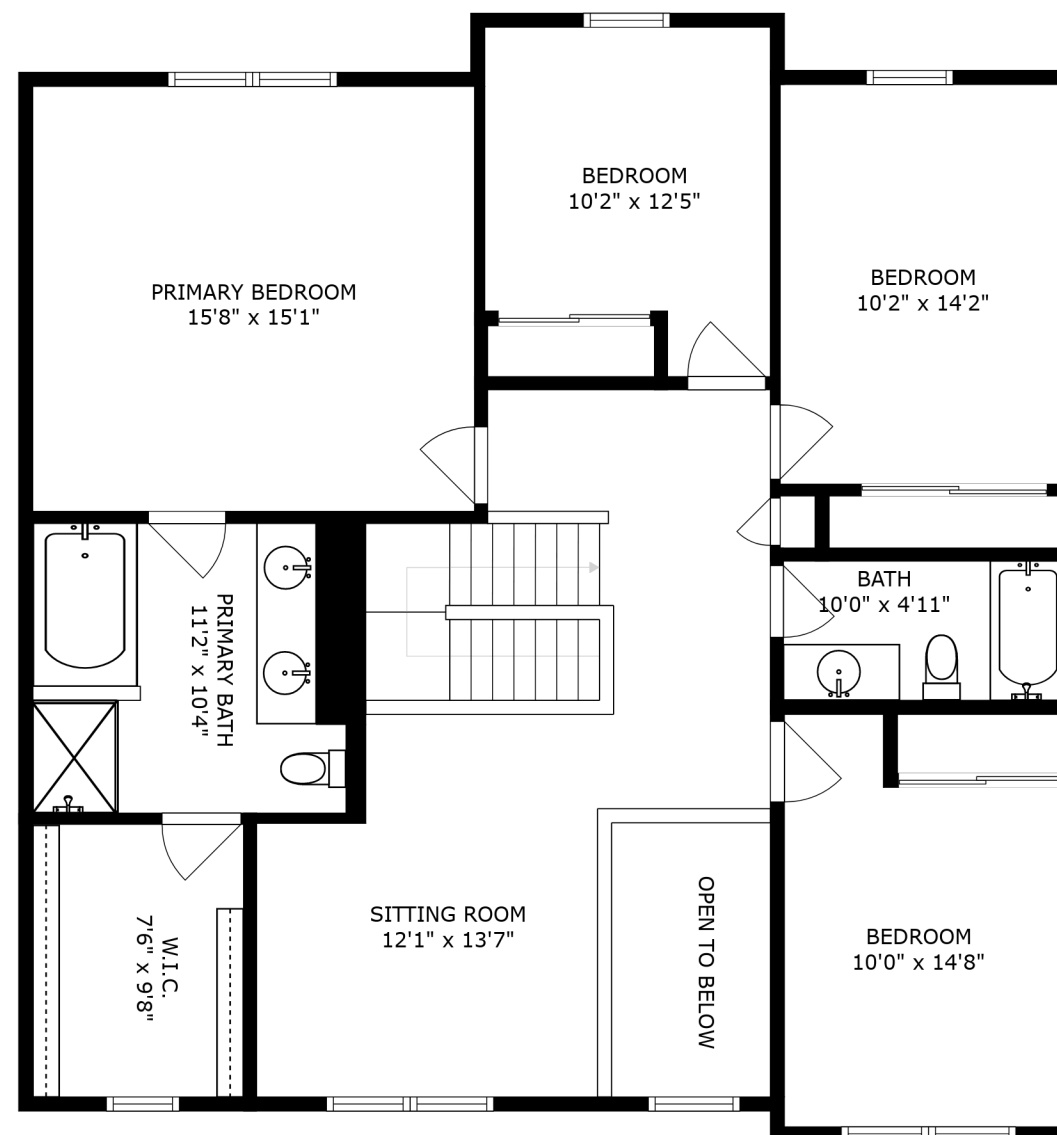 BEDROOM
10'2" x 12'5"
BEDROOM
10'2" x 14'2"
PRIMARY BEDROOM
15'8" x 15'1"
BATH
10'0" x 4'11"
PRIMARY BATH
11'2" x 10'4"
SITTING ROOM
12'1" x 13'7"
OPEN TO BELOW
W.I.C.
7'6" x 9'8"
BEDROOM
10'0" x 14'8"